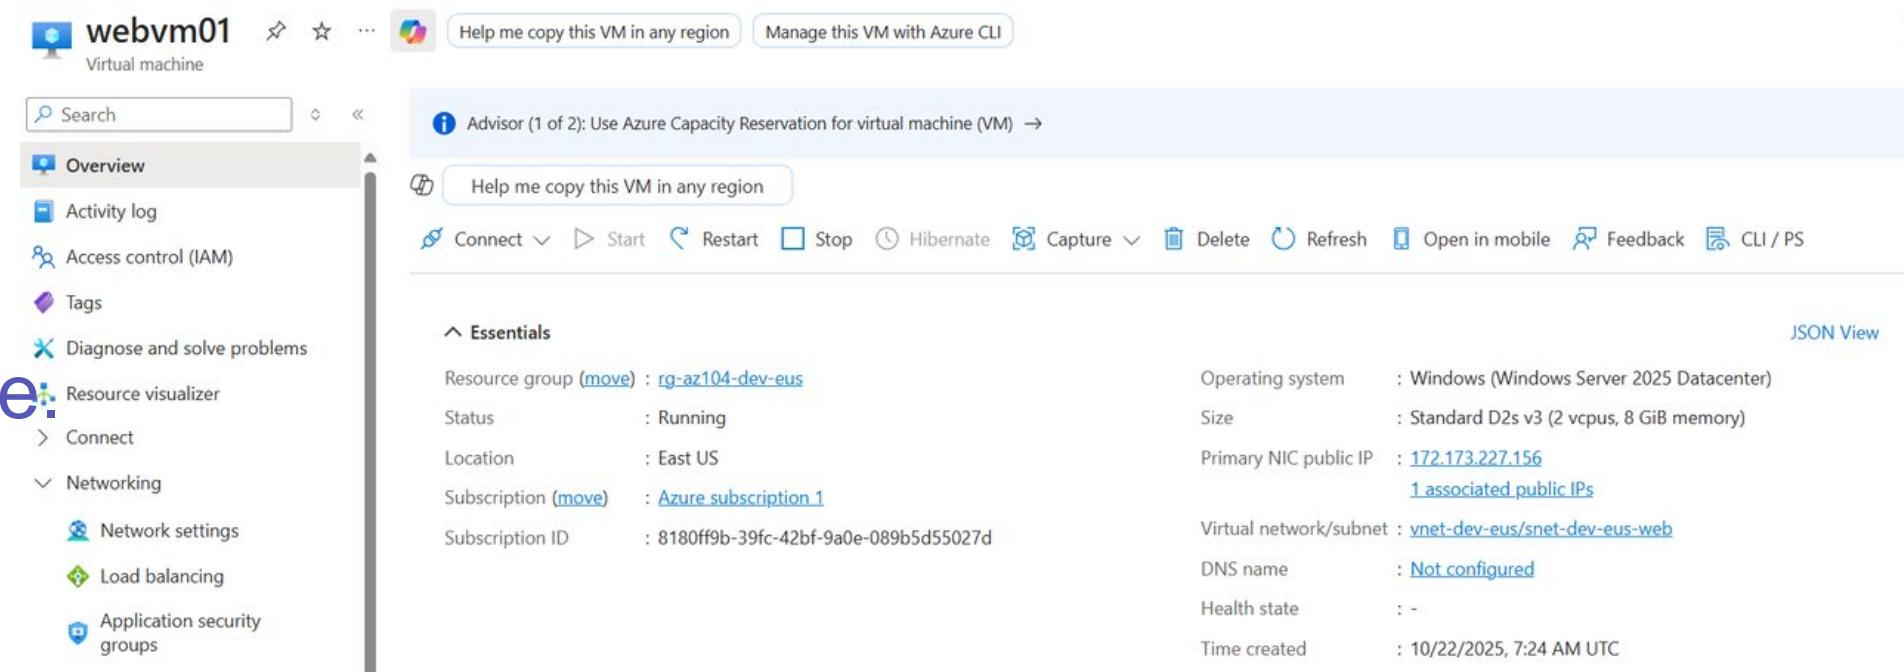 webvm01
Virtual machine
Help me copy this VM in any region
Manage this VM with Azure CLI
Search
Overview
Activity log
Access control (IAM)
Tags
Diagnose and solve problems
e.
Resource visualizer
Connect
Networking
Network settings
Load balancing
Application security
groups
Advisor (1 of 2): Use Azure Capacity Reservation for virtual machine (VM) →
Help me copy this VM in any region
Connect Start Restart Stop Hibernate Capture Delete Refresh Open in mobile Feedback CLI / PS
Essentials
JSON View
Resource group (move) : rg-az104-dev-eus
Status : Running
Location : East US
Subscription (move) : Azure subscription 1
Subscription ID : 8180ff9b-39fc-42bf-9a0e-089b5d55027d
Operating system : Windows (Windows Server 2025 Datacenter)
Size : Standard D2s v3 (2 vcpus, 8 GiB memory)
Primary NIC public IP : 172.173.227.156
1 associated public IPs
Virtual network/subnet : vnet-dev-eus/snet-dev-eus-web
DNS name : Not configured
Health state : -
Time created : 10/22/2025, 7:24 AM UTC